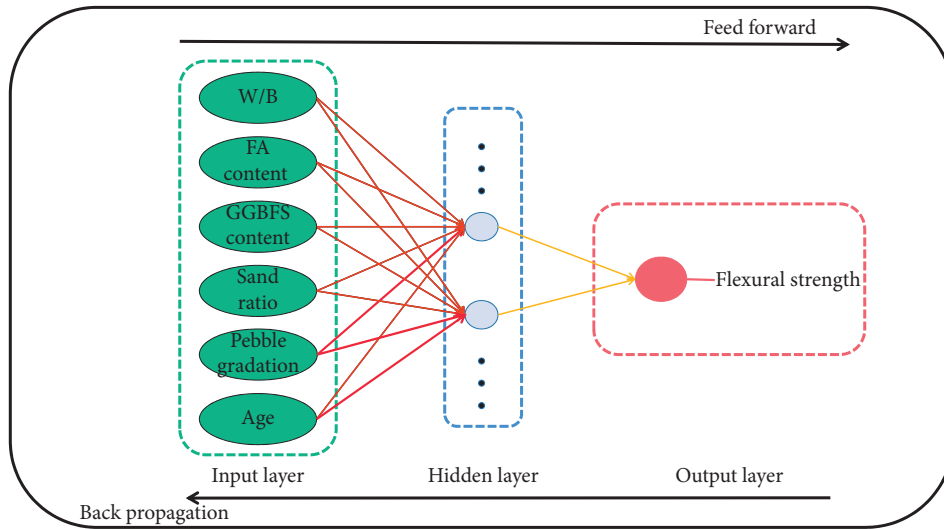 Feed forward
W/B
FA
content
GGBFS
content
Sand
ratio
Pebble
gradation
Age
Flexural strength
Input layer
Hidden layer
Output layer
Back propagation